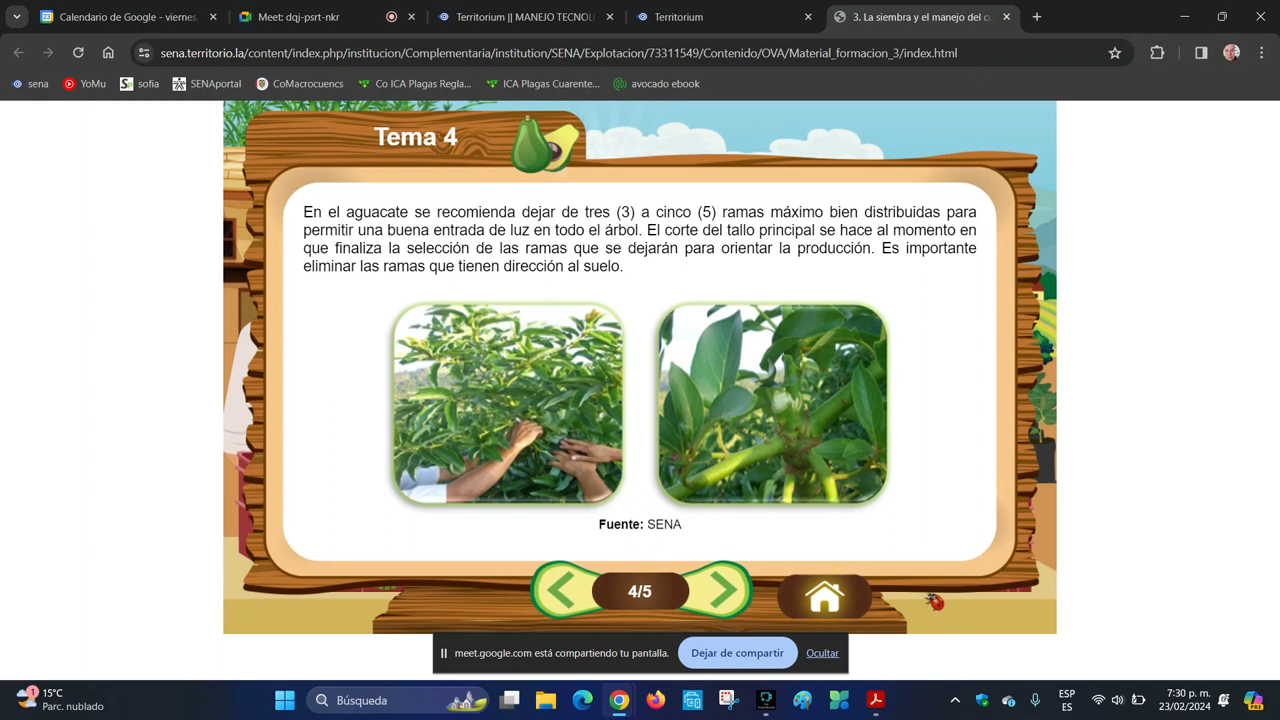 Calendario de Google - viernes,
Meet: dqj-psrt-nkr
Territorium || MANEJO TECNOL
Territorium
3. La siembra y el manejo del cu
sena.territorio.la/content/index.php/institucion/Complementaria/institution/SENA/Explotacion/73311549/Contenido/OVA/Material_formacion_3/index.html
sena
YoMu
sofia
SENAportal
CoMacrocuencs
Co ICA Plagas Regla...
ICA Plagas Cuarente...
avocado ebook
Tema 4
En el aguacate se recomienda dejar de tres (3) a cinco (5) ramas máximo bien distribuidas para
permitir una buena entrada de luz en todo el árbol. El corte del tallo principal se hace al momento en
que finaliza la selección de las ramas que se dejarán para orientar la producción. Es importante
eliminar las ramas que tienen dirección al suelo.
Fuente: SENA
4/5
meet.google.com está compartiendo tu pantalla.
Dejar de compartir
Ocultar
1
15°C
Parc. nublado
Búsqueda
ESP
ES
7:30 p. m.
23/02/2024